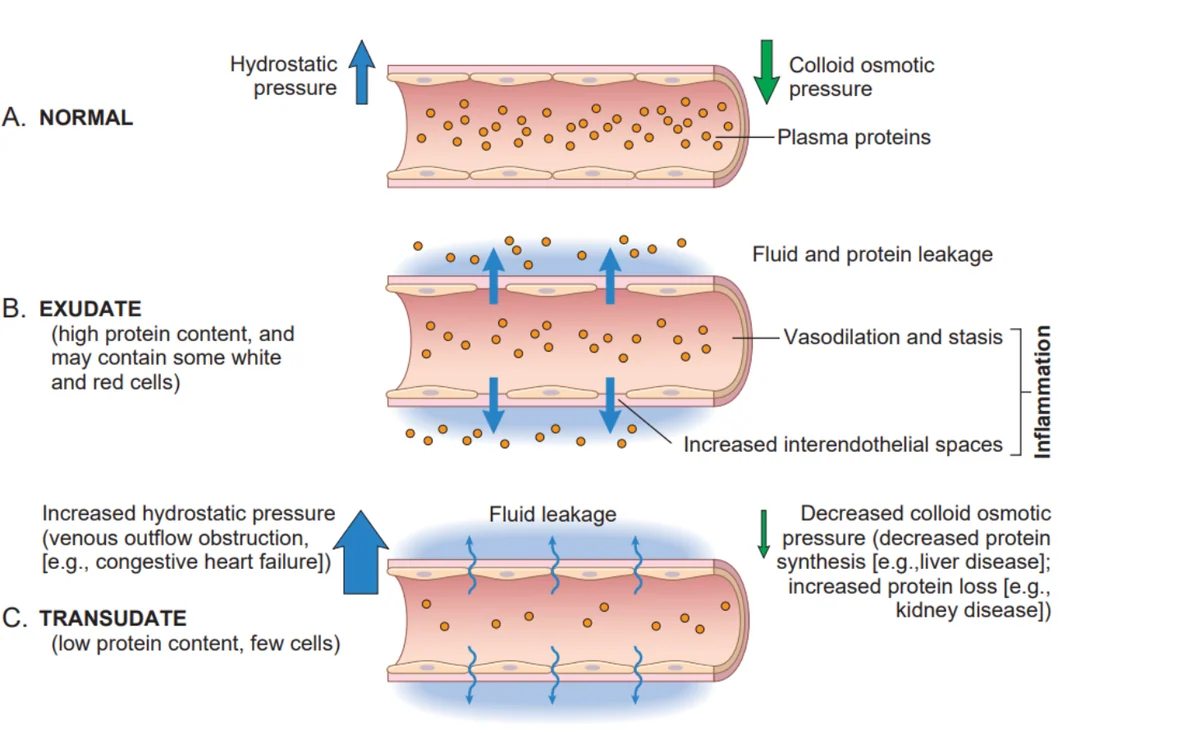 Hydrostatic
pressure
Colloid osmotic
pressure
A. NORMAL
Plasma proteins
Fluid and protein leakage
B. EXUDATE
(high protein content, and
may contain some white
and red cells)
Vasodilation and stasis
Increased interendothelial spaces
Inflammation
Increased hydrostatic pressure
(venous outflow obstruction,
[e.g., congestive heart failure])
Fluid leakage
Decreased colloid osmotic
pressure (decreased protein
synthesis [e.g.,liver disease];
increased protein loss [e.g.,
kidney disease])
C. TRANSUDATE
(low protein content, few cells)